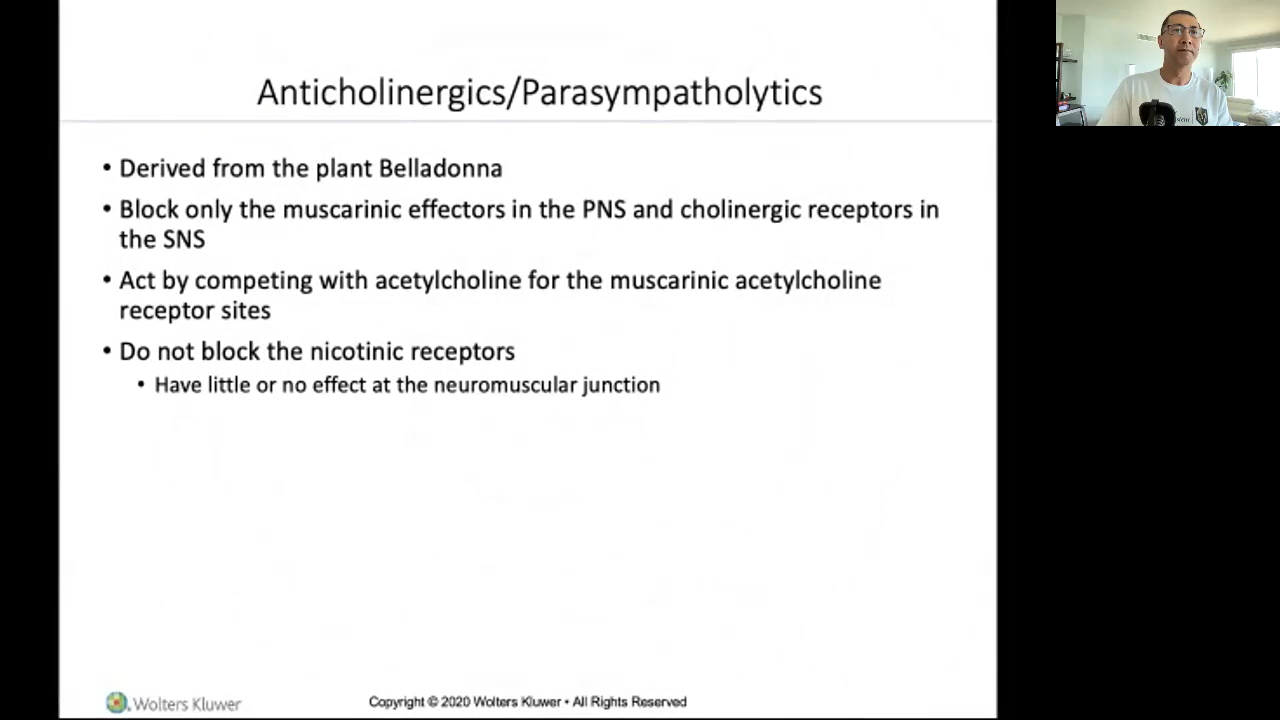 Anticholinergics/Parasympatholytics
• Derived from the plant Belladonna
• Block only the muscarinic effectors in the PNS and cholinergic receptors in
the SNS
• Act by competing with acetylcholine for the muscarinic acetylcholine
receptor sites
• Do not block the nicotinic receptors
• Have little or no effect at the neuromuscular junction
Wolters Kluwer
Copyright © 2020 Wolters Kluwer • All Rights Reserved